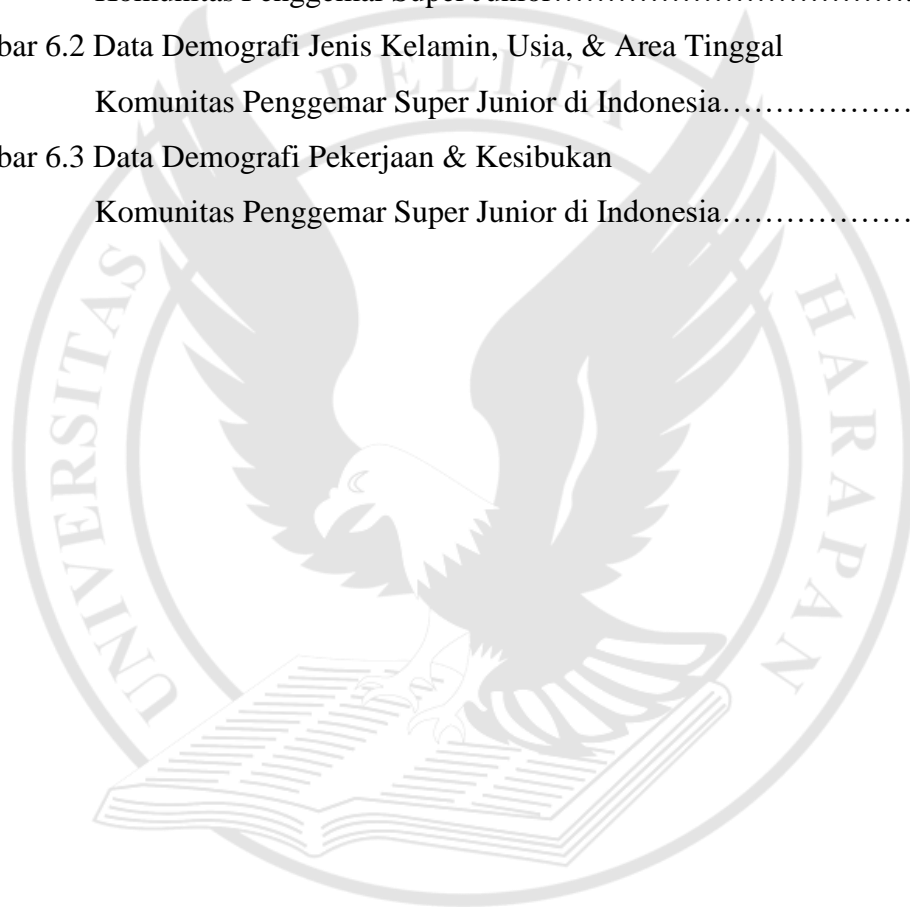 Komunitas Penggemar Super Junior……………………………….
bar 6.2 Data Demografi Jenis Kelamin, Usia, & Area Tinggal
Komunitas Penggemar Super Junior di Indonesia………………..
bar 6.3 Data Demografi Pekerjaan & Kesibukan
Komunitas Penggemar Super Junior di Indonesia………………..
UNIVERSITAS PELITA HARAPAN